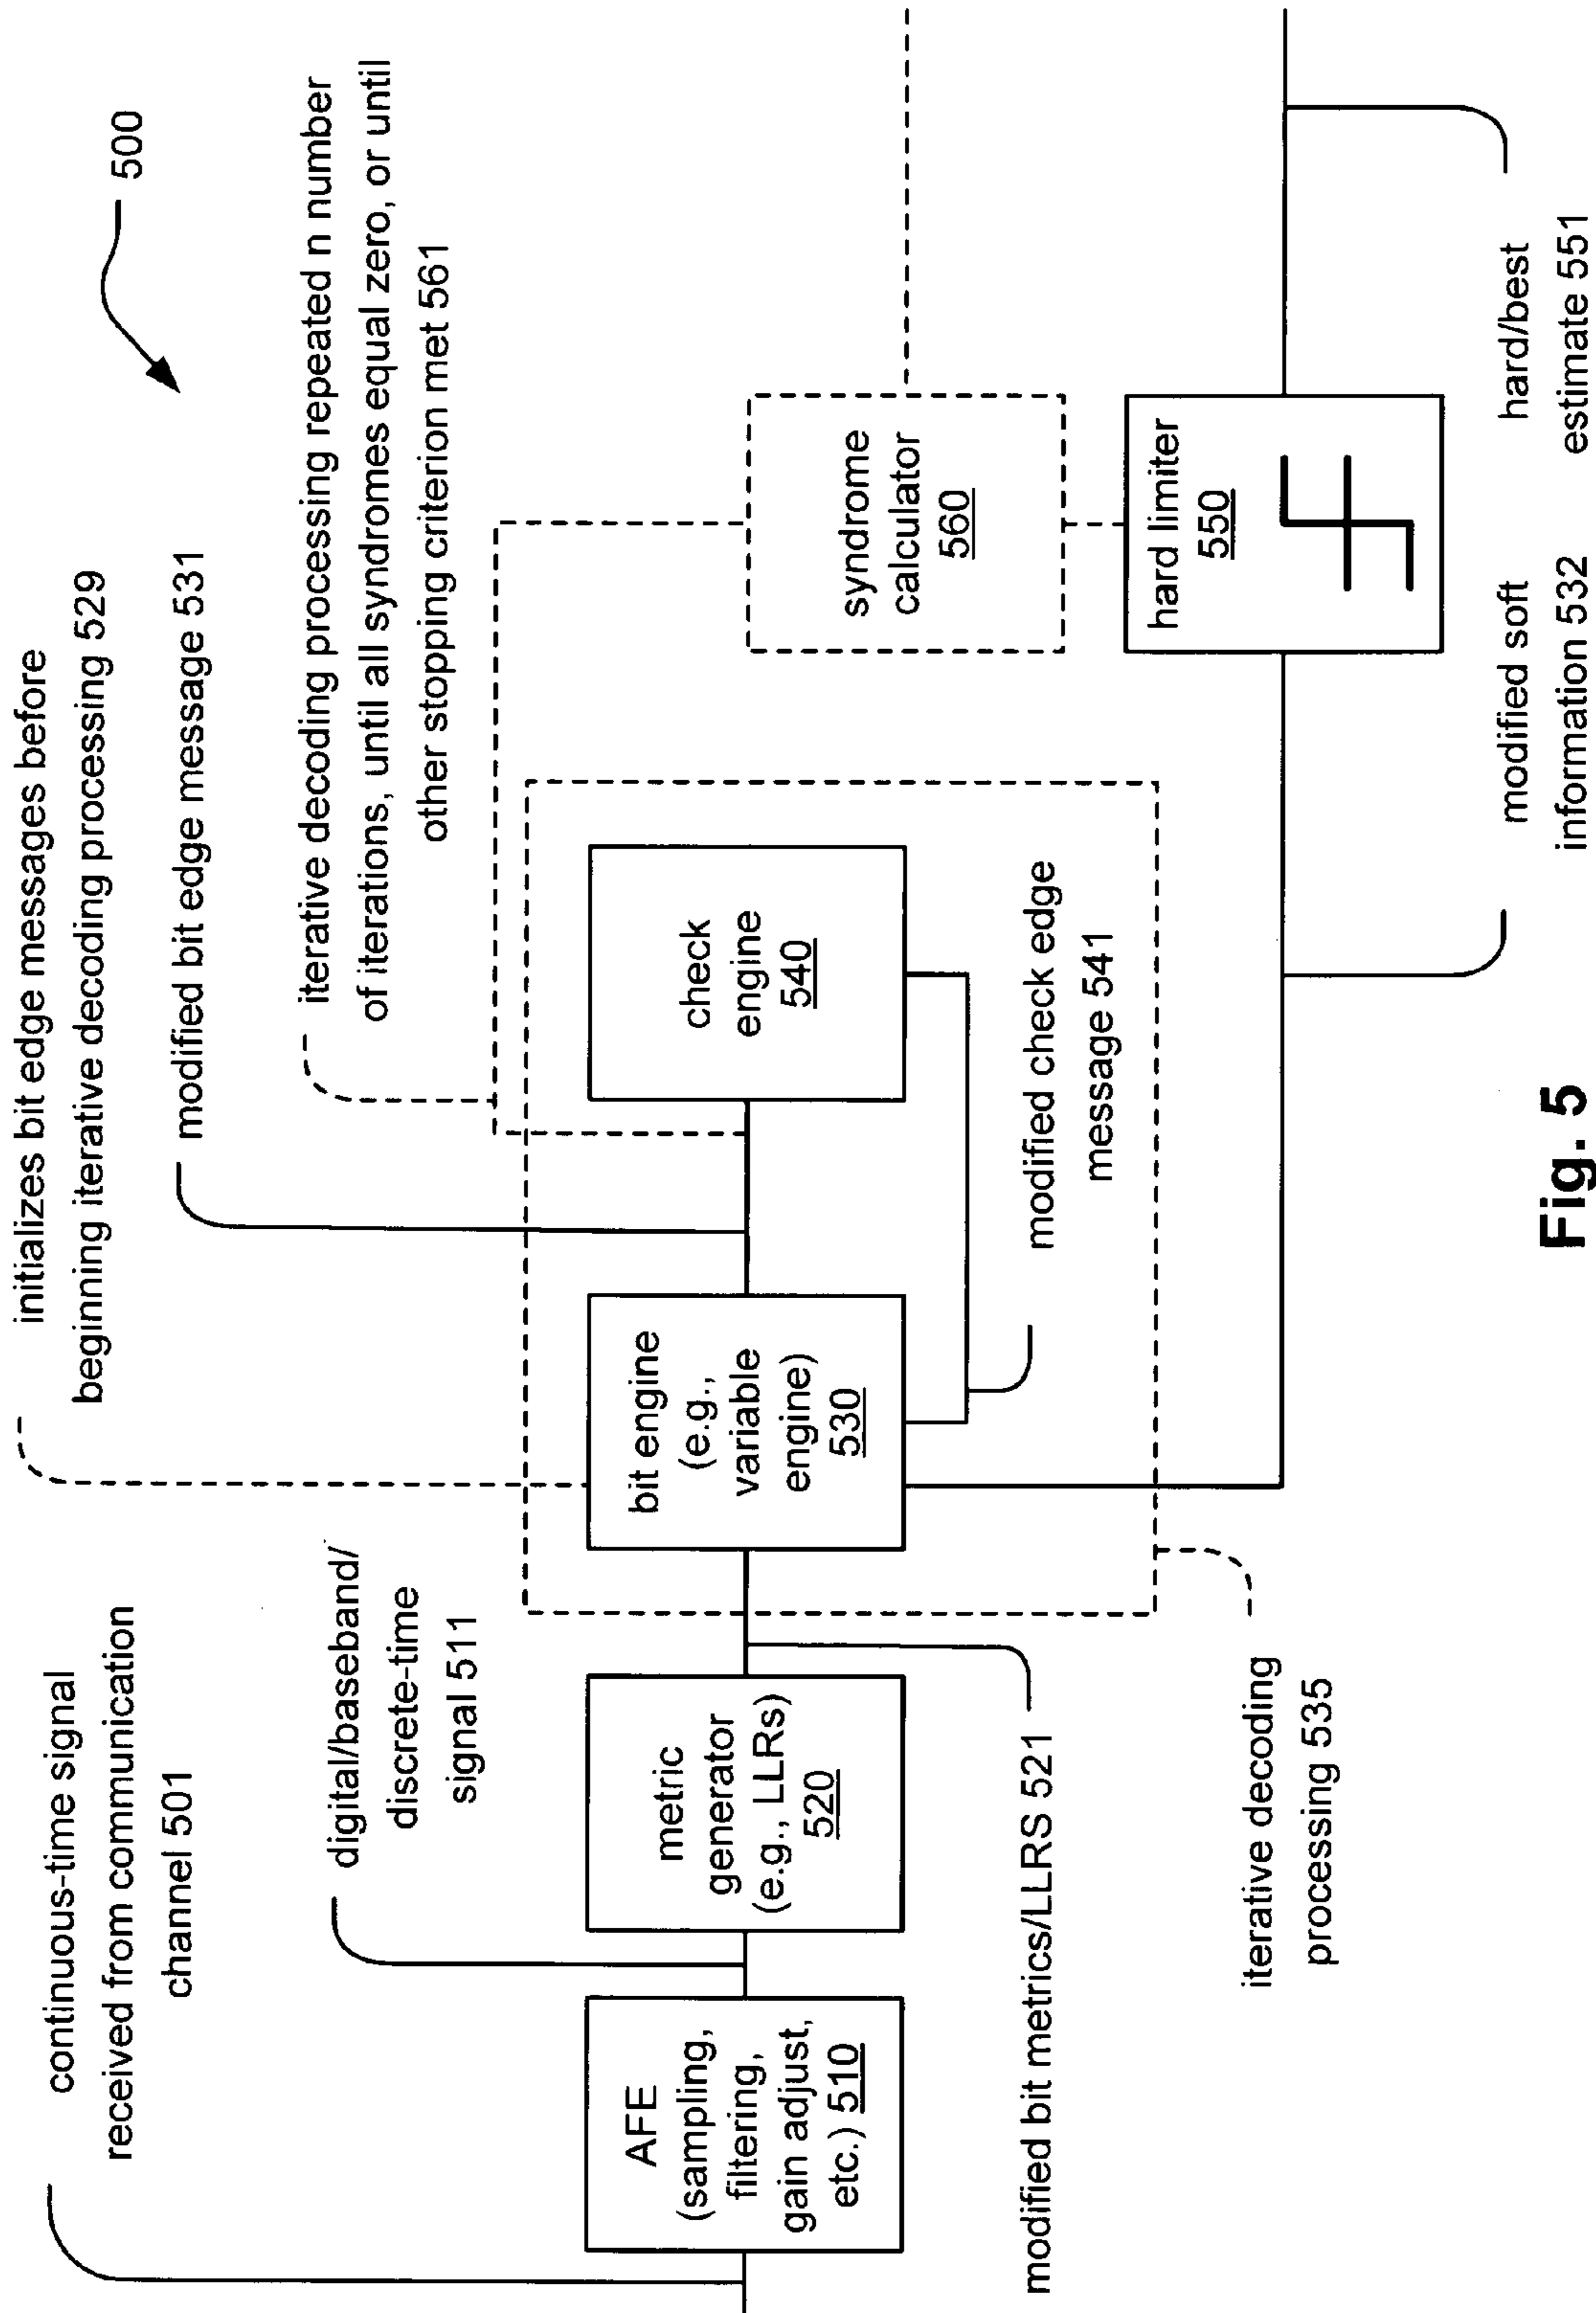 500
initializes bit edge messages before
beginning iterative decoding processing 529
modified bit edge message 531
iterative decoding processing repeated n number
of iterations, until all syndromes equal zero, or until
other stopping criterion met 561
continuous-time signal
received from communication
channel 501
digital/baseband/
discrete-time
signal 511
AFE
(sampling,
filtering,
gain adjust,
etc.) 510
metric
generator
(e.g., LLRs)
520
bit engine
(e.g.,
variable
engine)
530
check
engine
540
syndrome
calculator
560
modified bit metrics/LLRS 521
modified check edge
message 541
hard limiter
550
iterative decoding
processing 535
modified soft
information 532
hard/best
estimate 551
Fig. 5